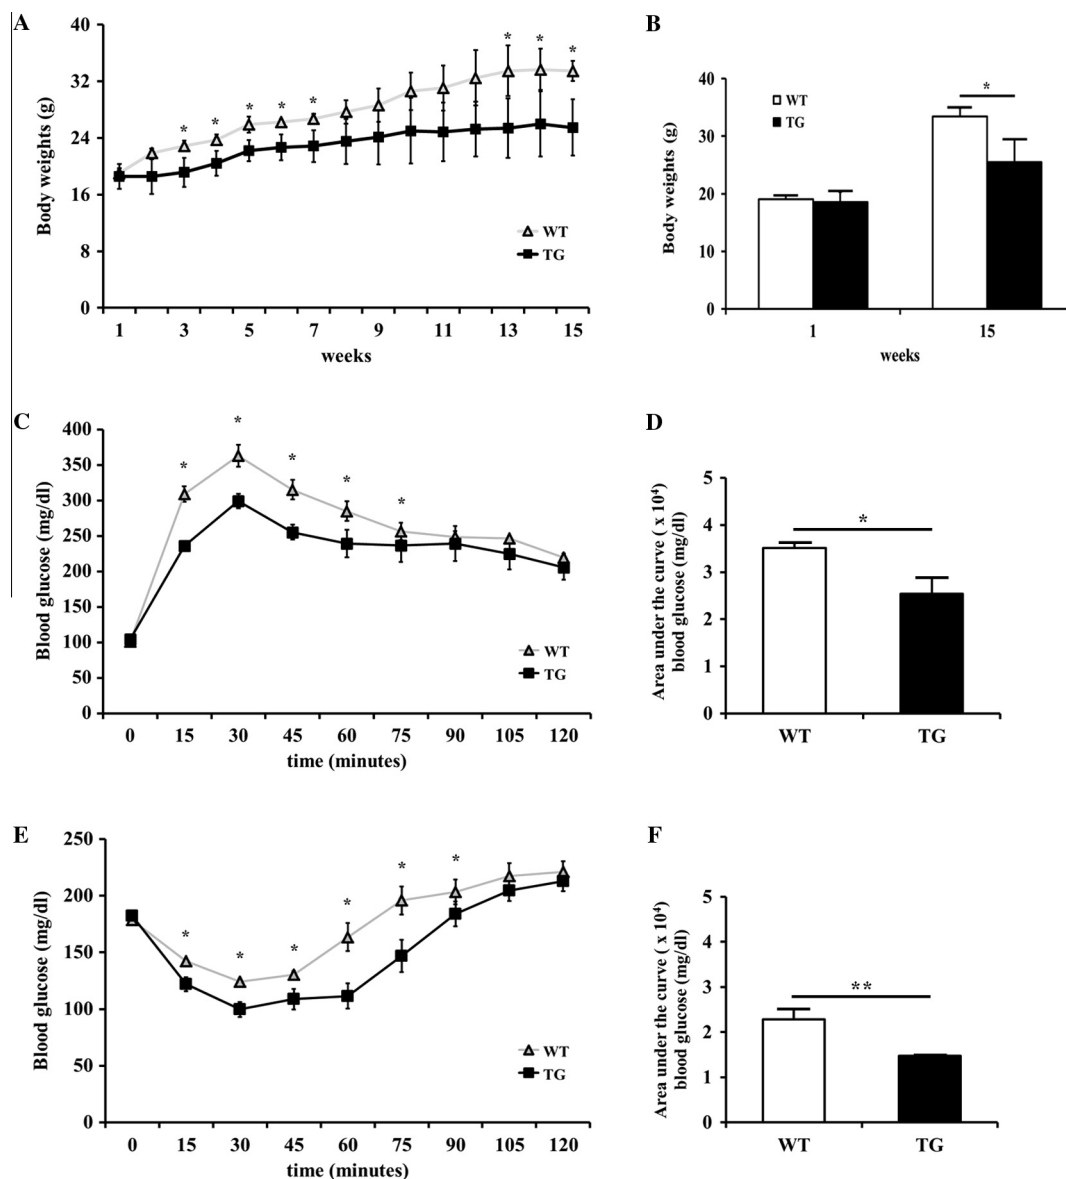 A
Body weights (g)
40
32
24
16
8
0
* * * * * * * *
WT
TG
1 3 5 7 9 11 13 15
weeks
B
Body weights (g)
40
30
20
10
0
WT
TG
*
1 15
weeks
C
Blood glucose (mg/dl)
400
350
300
250
200
150
100
50
0
* * * * *
WT
TG
0 15 30 45 60 75 90 105 120
time (minutes)
D
Area under the curve ( x 10⁴)
blood glucose (mg/dl)
5
4
3
2
1
0
*
WT TG
E
Blood glucose (mg/dl)
250
200
150
100
50
0
* * * * * *
WT
TG
0 15 30 45 60 75 90 105 120
time (minutes)
F
Area under the curve ( x 10⁴)
blood glucose (mg/dl)
5
4
3
2
1
0
**
WT TG